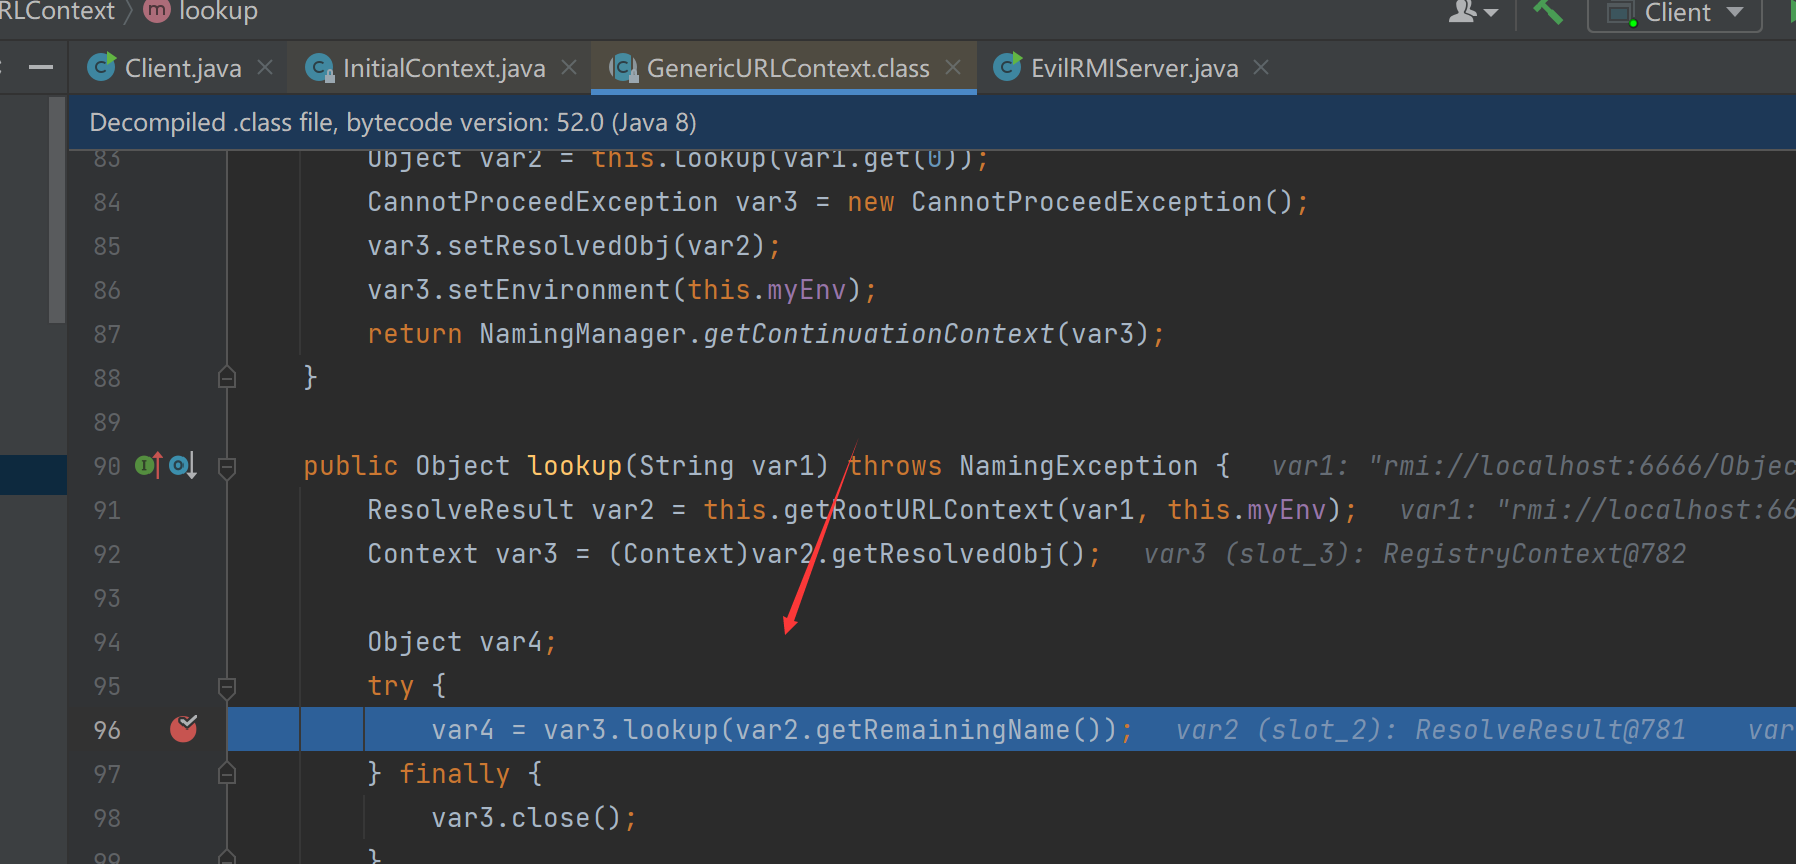 RLContext lookup Client
Client.java InitialContext.java GenericURLContext.class EvilRMIServer.java
Decompiled .class file, bytecode version: 52.0 (Java 8)
83 Object var2 = this.lookup(var1.get(0));
84 CannotProceedException var3 = new CannotProceedException();
85 var3.setResolvedObj(var2);
86 var3.setEnvironment(this.myEnv);
87 return NamingManager.getContinuationContext(var3);
88 }
89
90 public Object lookup(String var1) throws NamingException { var1: "rmi://localhost:6666/Objec
91 ResolveResult var2 = this.getRootURLContext(var1, this.myEnv); var1: "rmi://localhost:66
92 Context var3 = (Context)var2.getResolvedObj(); var3 (slot_3): RegistryContext@782
93
94 Object var4;
95 try {
96 var4 = var3.lookup(var2.getRemainingName()); var2 (slot_2): ResolveResult@781 var
97 } finally {
98 var3.close();
99 }